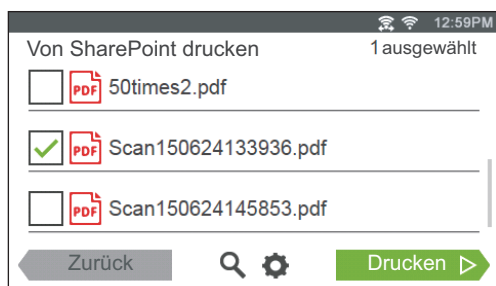 12:59PM
Von SharePoint drucken 1 ausgewählt
PDF 50times2.pdf
PDF Scan150624133936.pdf
PDF Scan150624145853.pdf
Zurück Drucken